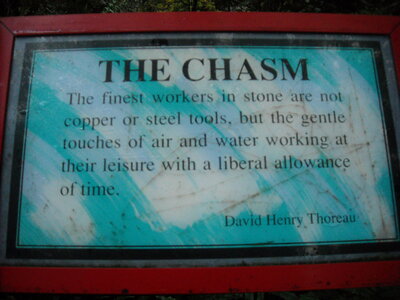 THE CHASM
The finest workers in stone are not
copper or steel tools, but the gentle
touches of air and water working at
their leisure with a liberal allowance
of time.
David Henry Thoreau